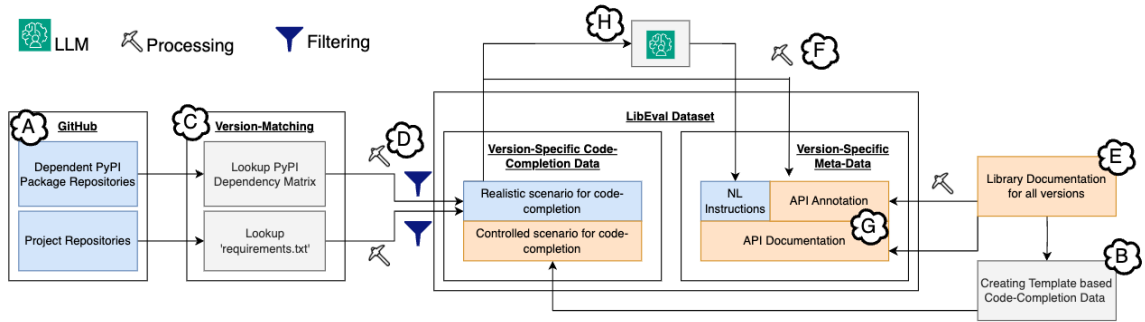 LLM
Processing
Filtering
H
F
A
GitHub
Dependent PyPI
Package Repositories
Project Repositories
C
Version-Matching
Lookup PyPI
Dependency Matrix
Lookup
'requirements.txt'
D
LibEval Dataset
Version-Specific Code-
Completion Data
Realistic scenario for code-
completion
Controlled scenario for code-
completion
Version-Specific
Meta-Data
NL
Instructions
API Annotation
API Documentation
G
E
Library Documentation
for all versions
B
Creating Template based
Code-Completion Data